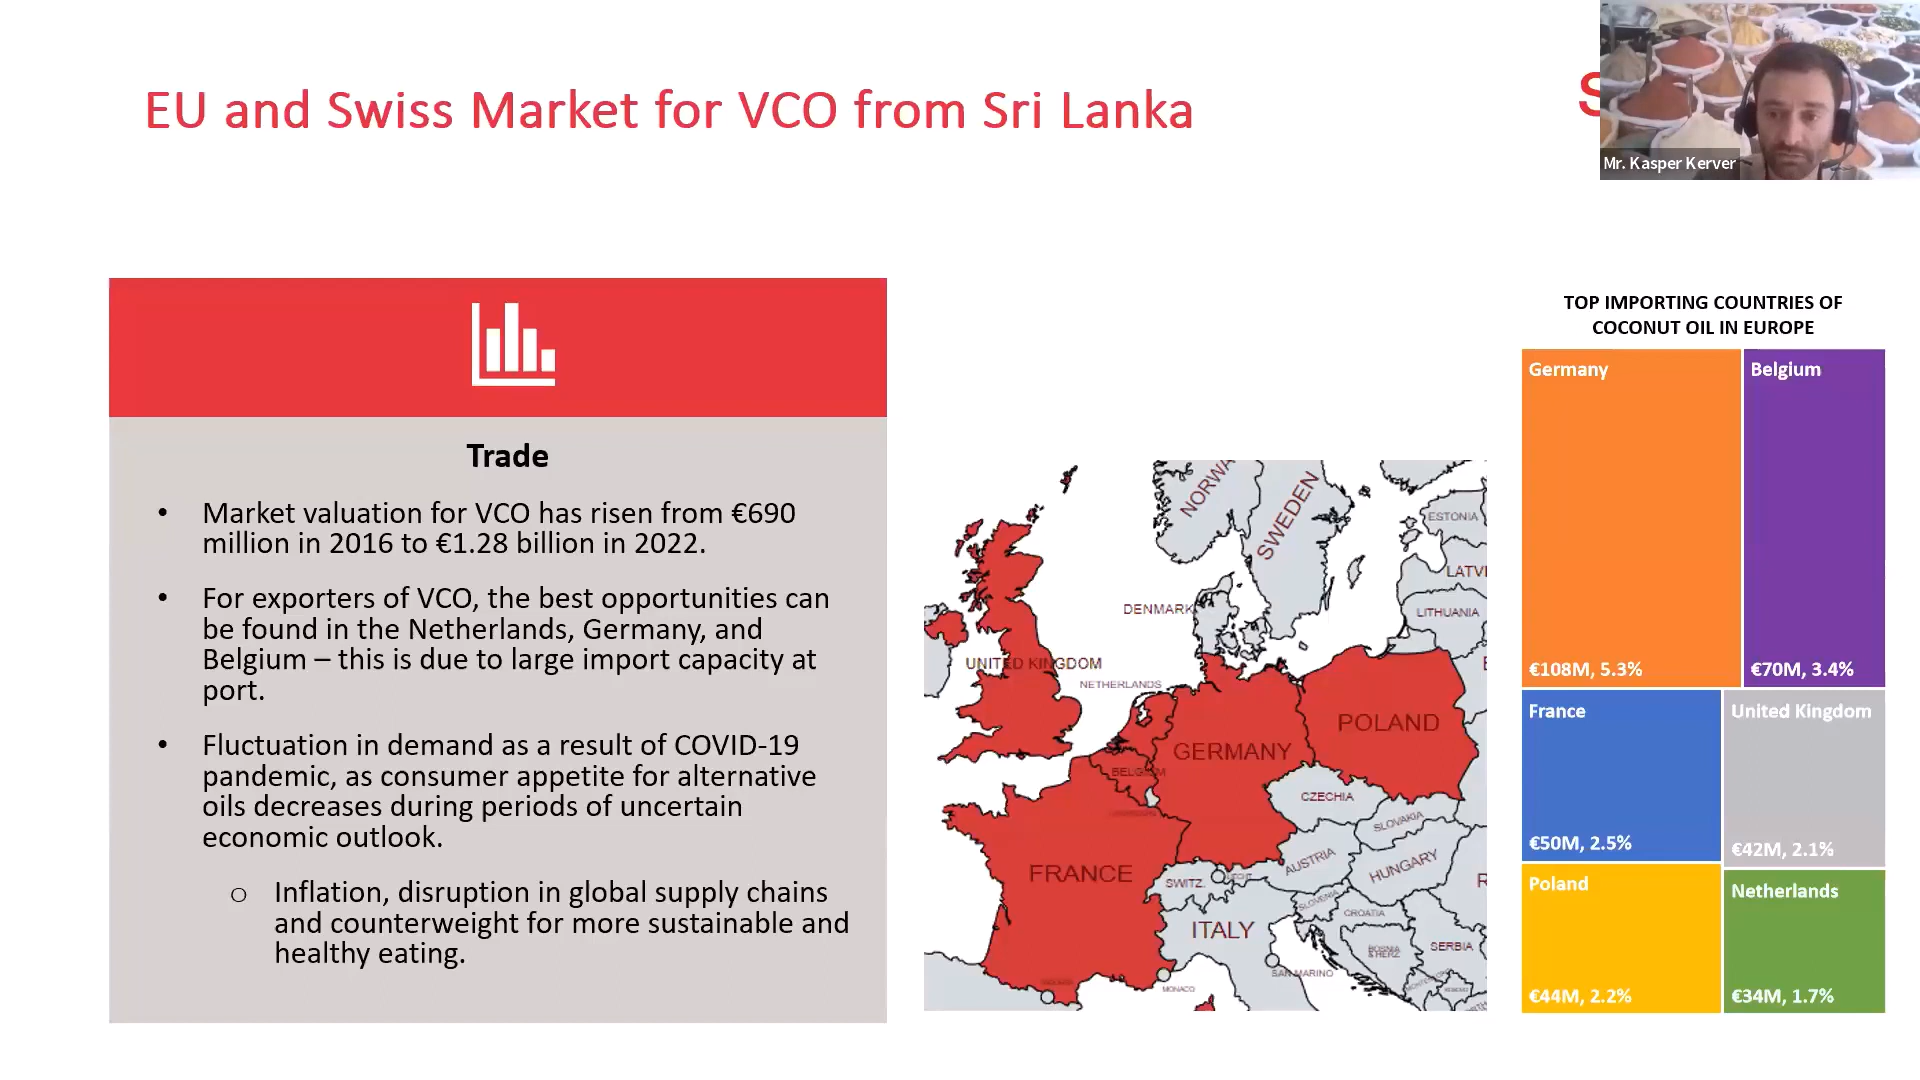 EU and Swiss Market for VCO from Sri Lanka
S
Mr. Kasper Kerver
Trade
• Market valuation for VCO has risen from €690
million in 2016 to €1.28 billion in 2022.
• For exporters of VCO, the best opportunities can
be found in the Netherlands, Germany, and
Belgium – this is due to large import capacity at
port.
• Fluctuation in demand as a result of COVID-19
pandemic, as consumer appetite for alternative
oils decreases during periods of uncertain
economic outlook.
o Inflation, disruption in global supply chains
and counterweight for more sustainable and
healthy eating.
NORWA
SWEDEN
ESTONIA
LATVI
DENMARK
LITHUANIA
UNITED KINGDOM
NETHERLANDS
POLAND
GERMANY
BELGIUM
CZECHIA
SLOVAKIA
FRANCE
AUSTRIA
HUNGARY
SWITZ.
LIECHT.
SLOVENIA
CROATIA
ITALY
BOSNIA
& HERZ.
SERBIA
SAN MARINO
MONACO
TOP IMPORTING COUNTRIES OF
COCONUT OIL IN EUROPE
Germany
€108M, 5.3%
Belgium
€70M, 3.4%
France
€50M, 2.5%
United Kingdom
€42M, 2.1%
Poland
€44M, 2.2%
Netherlands
€34M, 1.7%